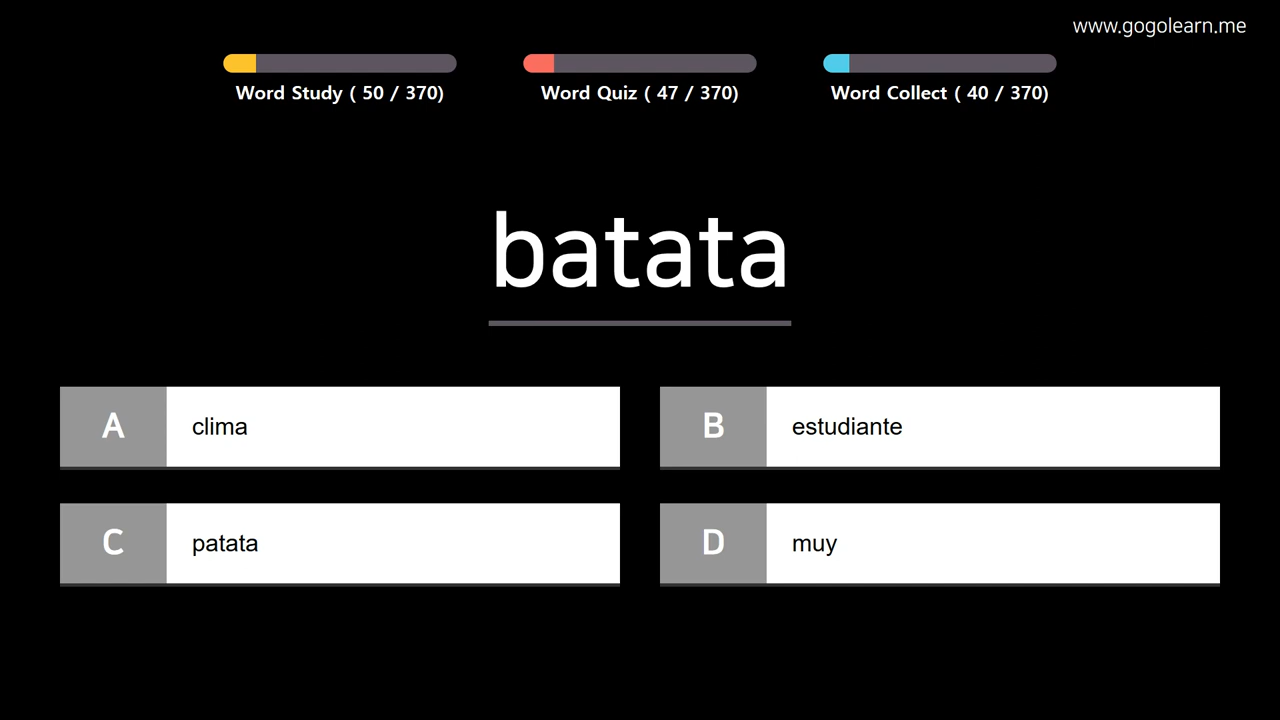 www.gogolearn.me
Word Study ( 50 / 370)
Word Quiz ( 47 / 370)
Word Collect ( 40 / 370)
batata
A clima
B estudiante
C patata
D muy